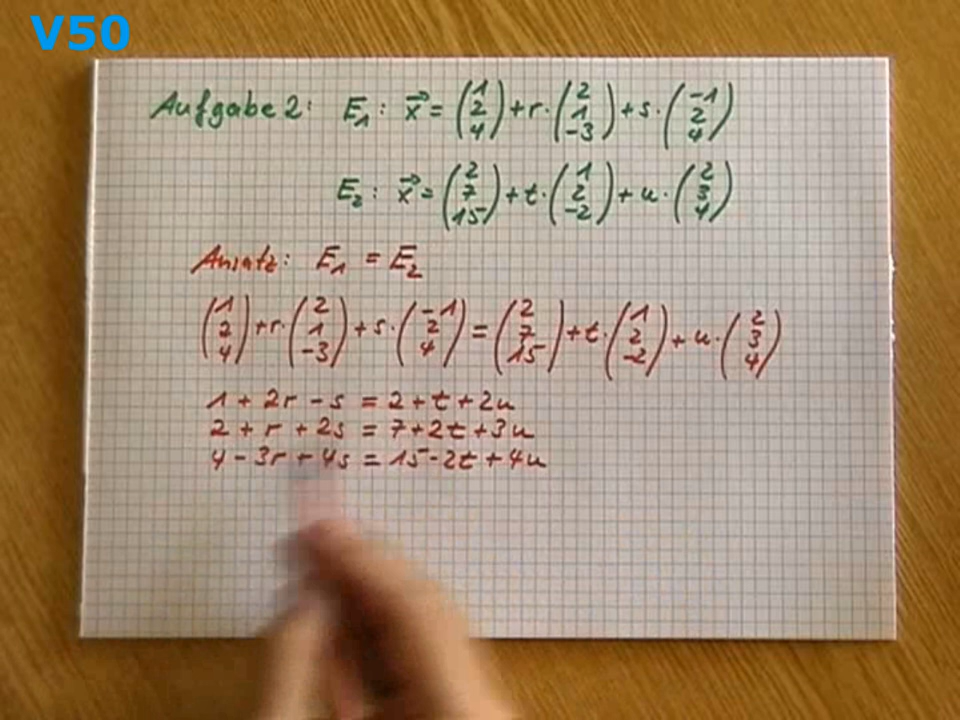 V50
Aufgabe 2: E₁: x⃗ = (1 2 4) + r · (2 1 -3) + s · (-1 2 4)
E₂: x⃗ = (2 7 15) + t · (1 2 -2) + u · (2 3 4)
Ansatz: E₁ = E₂
(1 2 4) + r · (2 1 -3) + s · (-1 2 4) = (2 7 15) + t · (1 2 -2) + u · (2 3 4)
1 + 2r - s = 2 + t + 2u
2 + r + 2s = 7 + 2t + 3u
4 - 3r + 4s = 15 - 2t + 4u